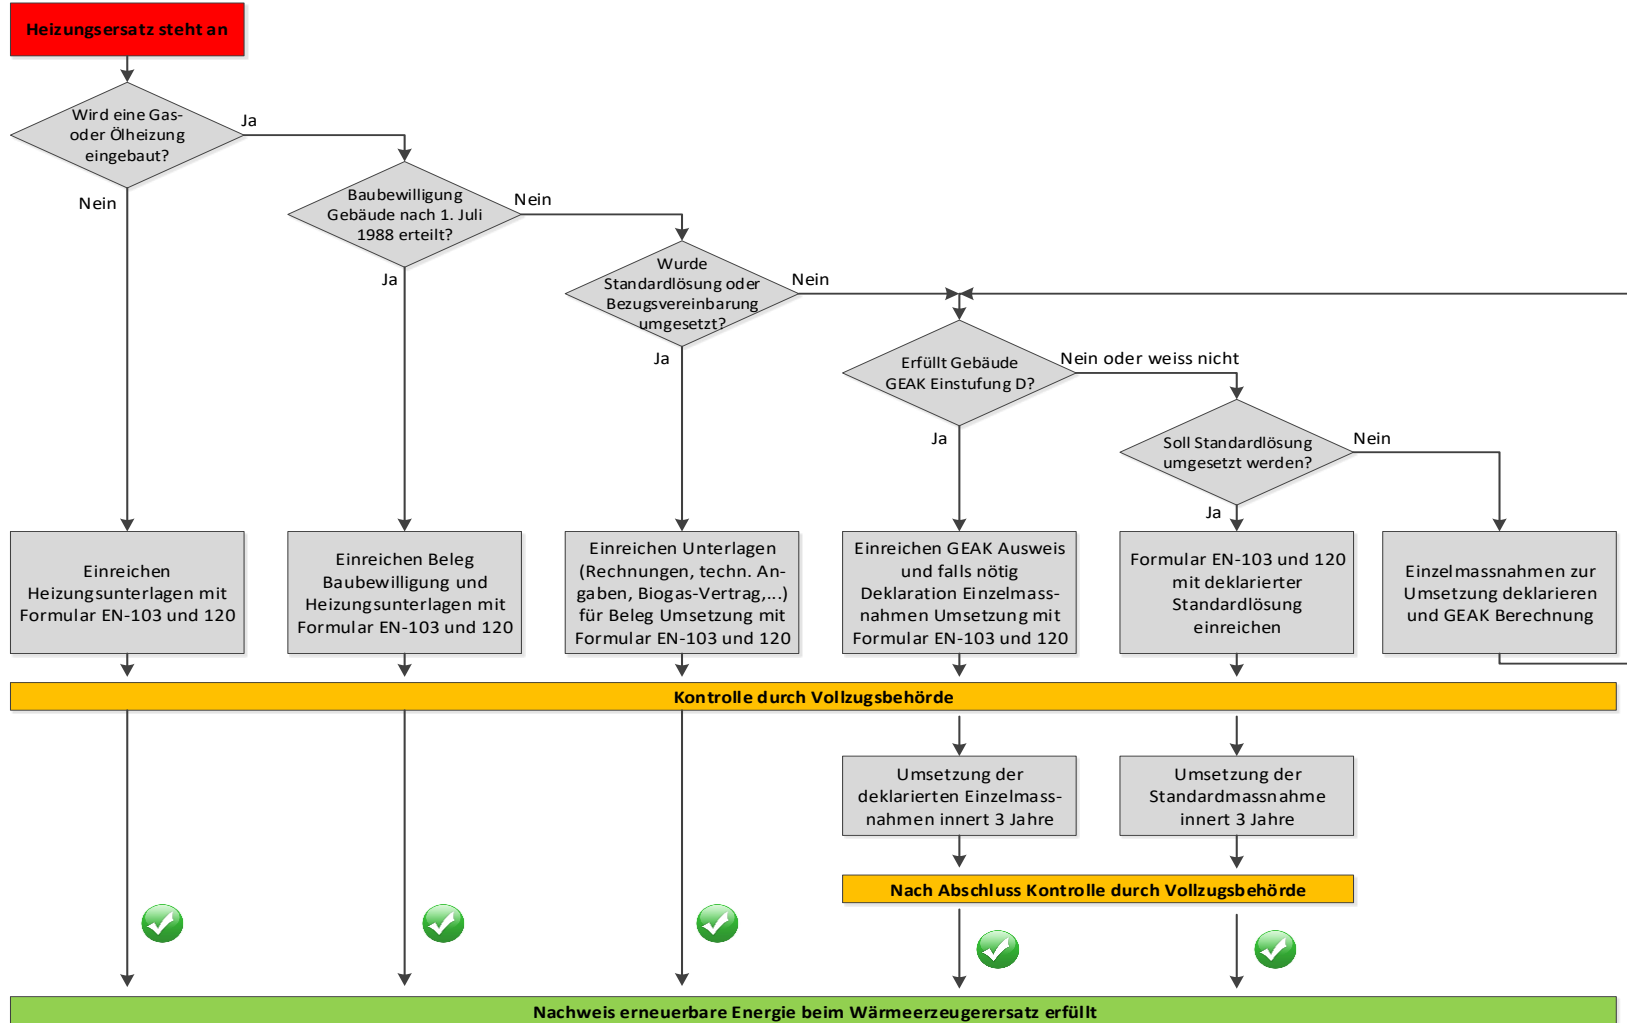 Heizungsersatz steht an
Wird eine Gas-
oder Ölheizung
eingebaut?
Ja
Nein
Baubewilligung
Gebäude nach 1. Juli
1988 erteilt?
Nein
Ja
Wurde
Standardlösung oder
Bezugsvereinbarung
umgesetzt?
Nein
Ja
Erfüllt Gebäude
GEAK Einstufung D?
Nein oder weiss nicht
Ja
Soll Standardlösung
umgesetzt werden?
Nein
Ja
Einreichen
Heizungsunterlagen mit
Formular EN-103 und 120
Einreichen Beleg
Baubewilligung und
Heizungsunterlagen mit
Formular EN-103 und 120
Einreichen Unterlagen
(Rechnungen, techn. An-
gaben, Biogas-Vertrag,...)
für Beleg Umsetzung mit
Formular EN-103 und 120
Einreichen GEAK Ausweis
und falls nötig
Deklaration Einzelmass-
nahmen Umsetzung mit
Formular EN-103 und 120
Formular EN-103 und 120
mit deklarierter
Standardlösung
einreichen
Einzelmassnahmen zur
Umsetzung deklarieren
und GEAK Berechnung
Kontrolle durch Vollzugsbehörde
Umsetzung der
deklarierten Einzelmass-
nahmen innert 3 Jahre
Umsetzung der
Standardmassnahme
innert 3 Jahre
Nach Abschluss Kontrolle durch Vollzugsbehörde
Nachweis erneuerbare Energie beim Wärmeerzeugerersatz erfüllt